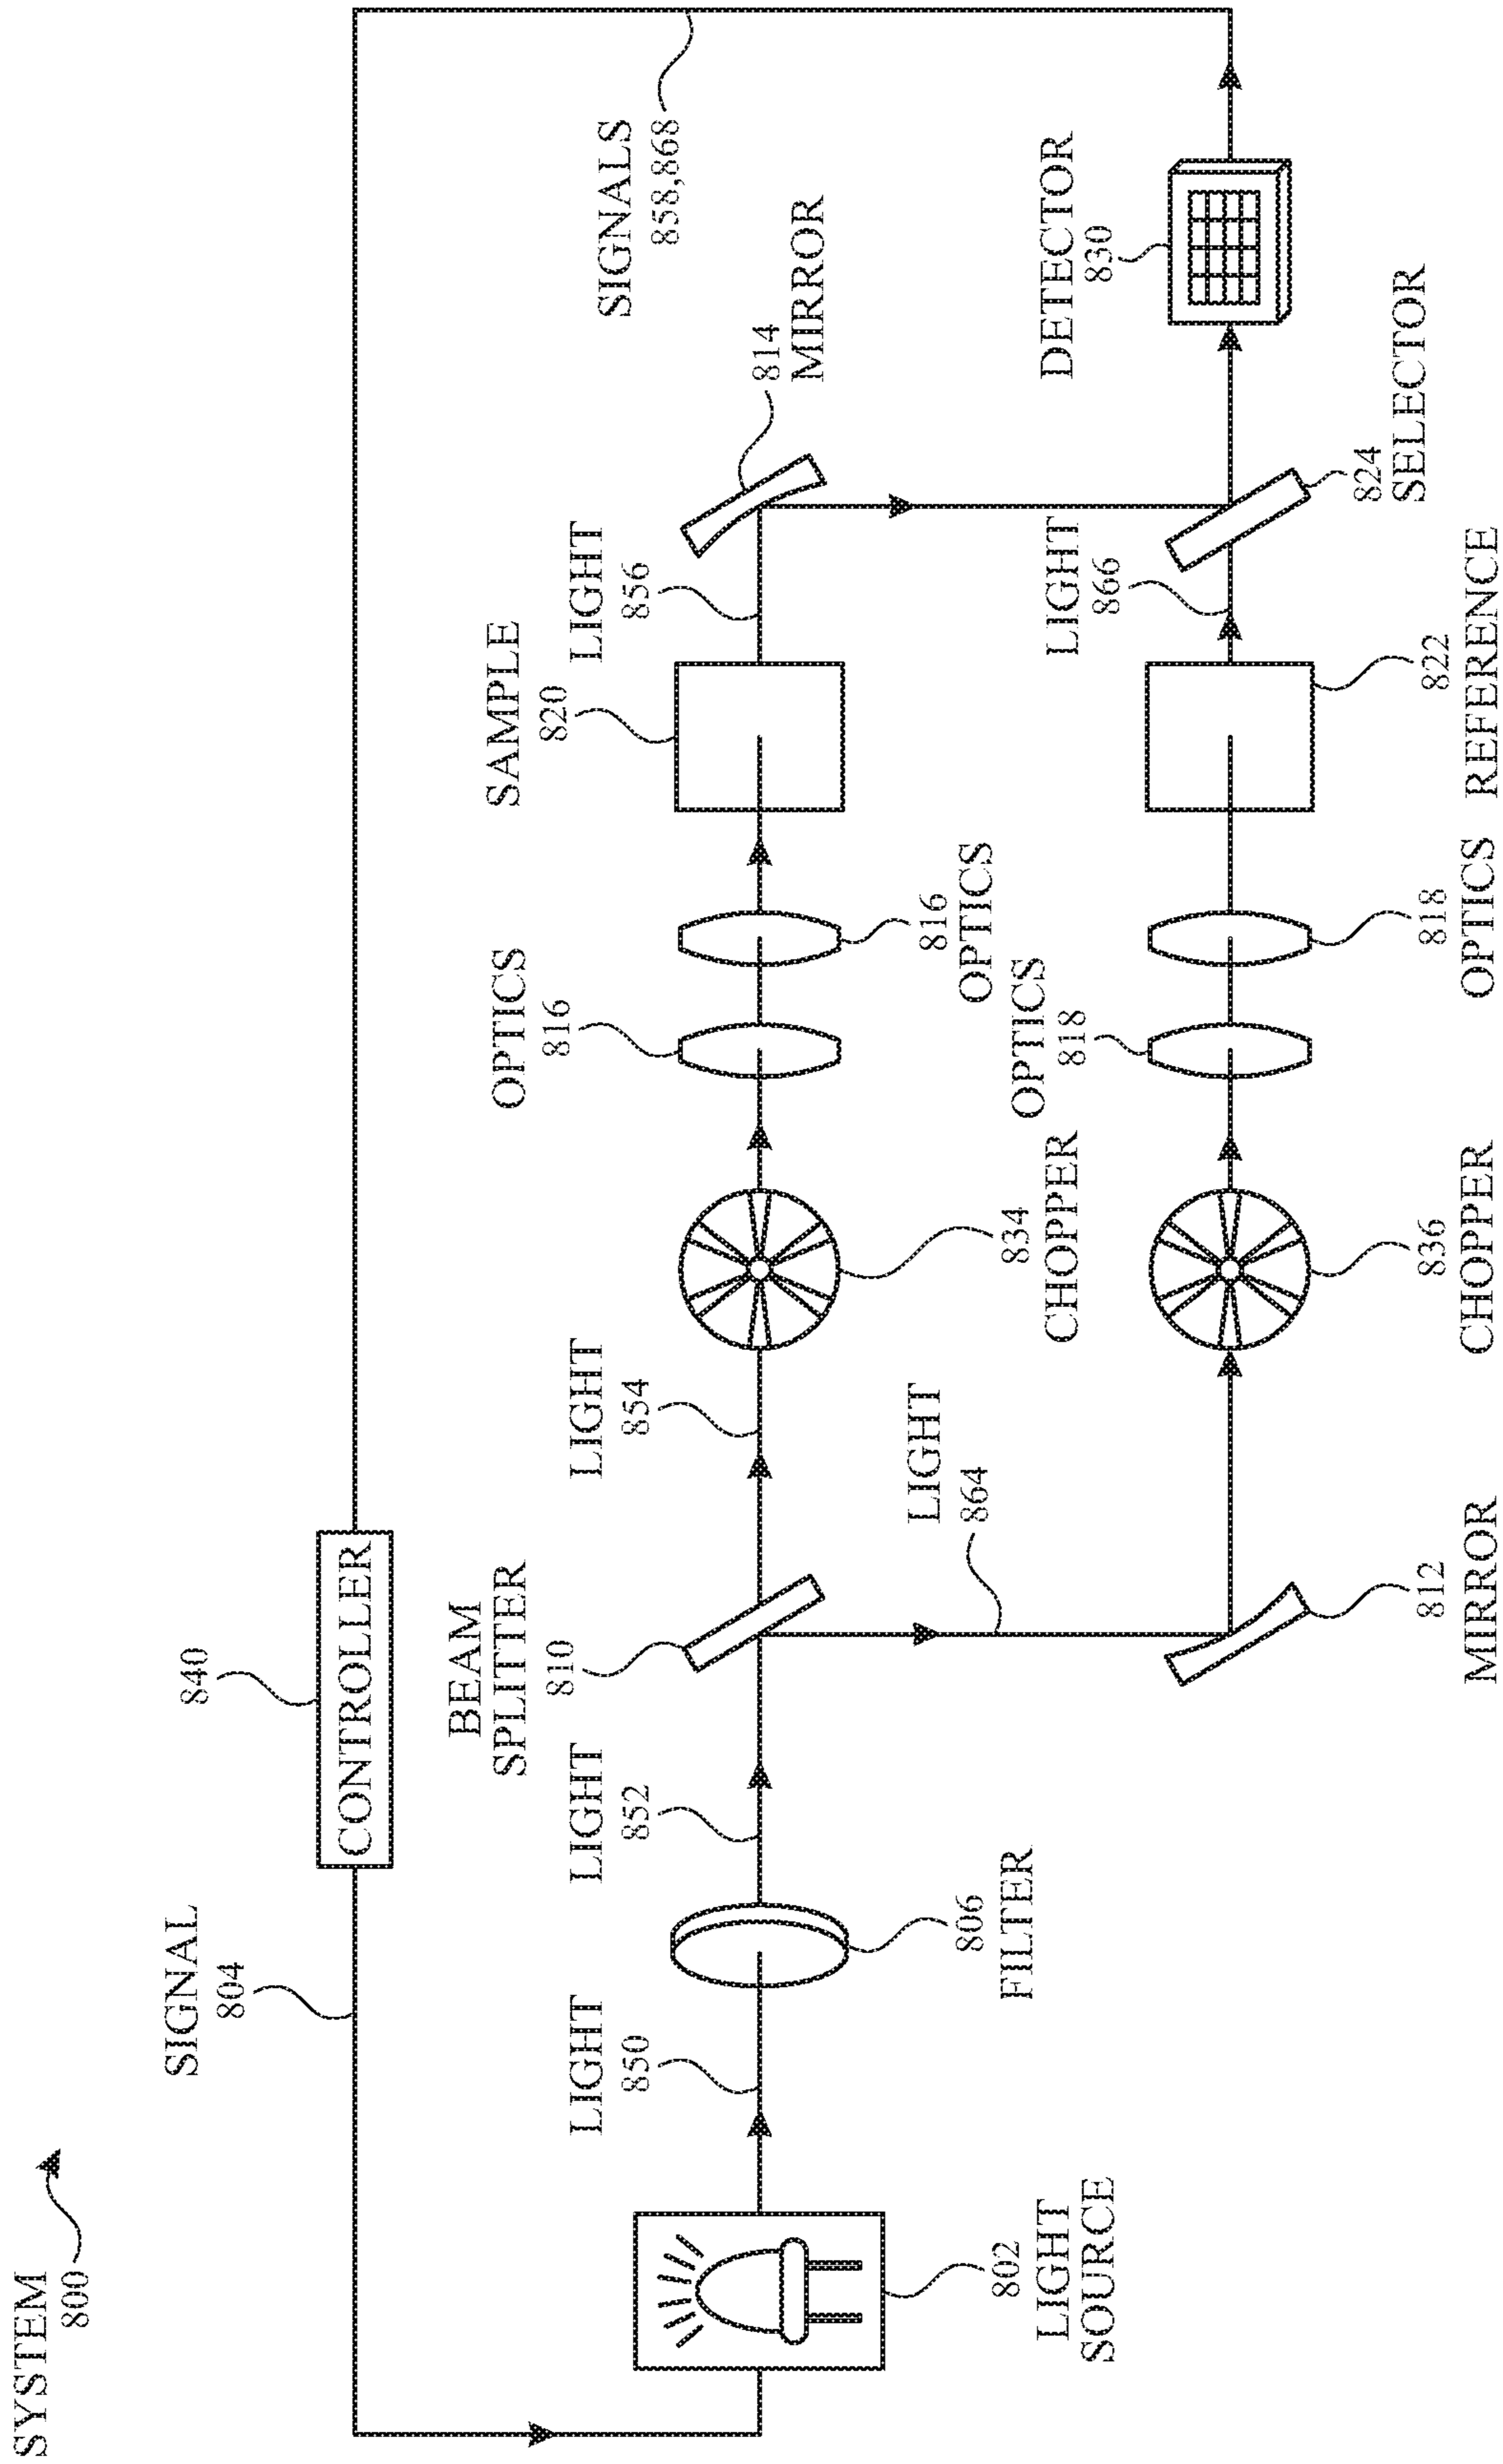 SYSTEM
800
SIGNAL
804
840
CONTROLLER
SIGNALS
858,868
802
LIGHT
SOURCE
LIGHT
850
806
FILTER
LIGHT
852
BEAM
SPLITTER
810
LIGHT
854
834
CHOPPER
OPTICS
816
816
OPTICS
SAMPLE
820
LIGHT
856
814
MIRROR
LIGHT
864
812
MIRROR
836
CHOPPER
OPTICS
818
818
OPTICS
822
REFERENCE
LIGHT
866
824
SELECTOR
DETECTOR
830